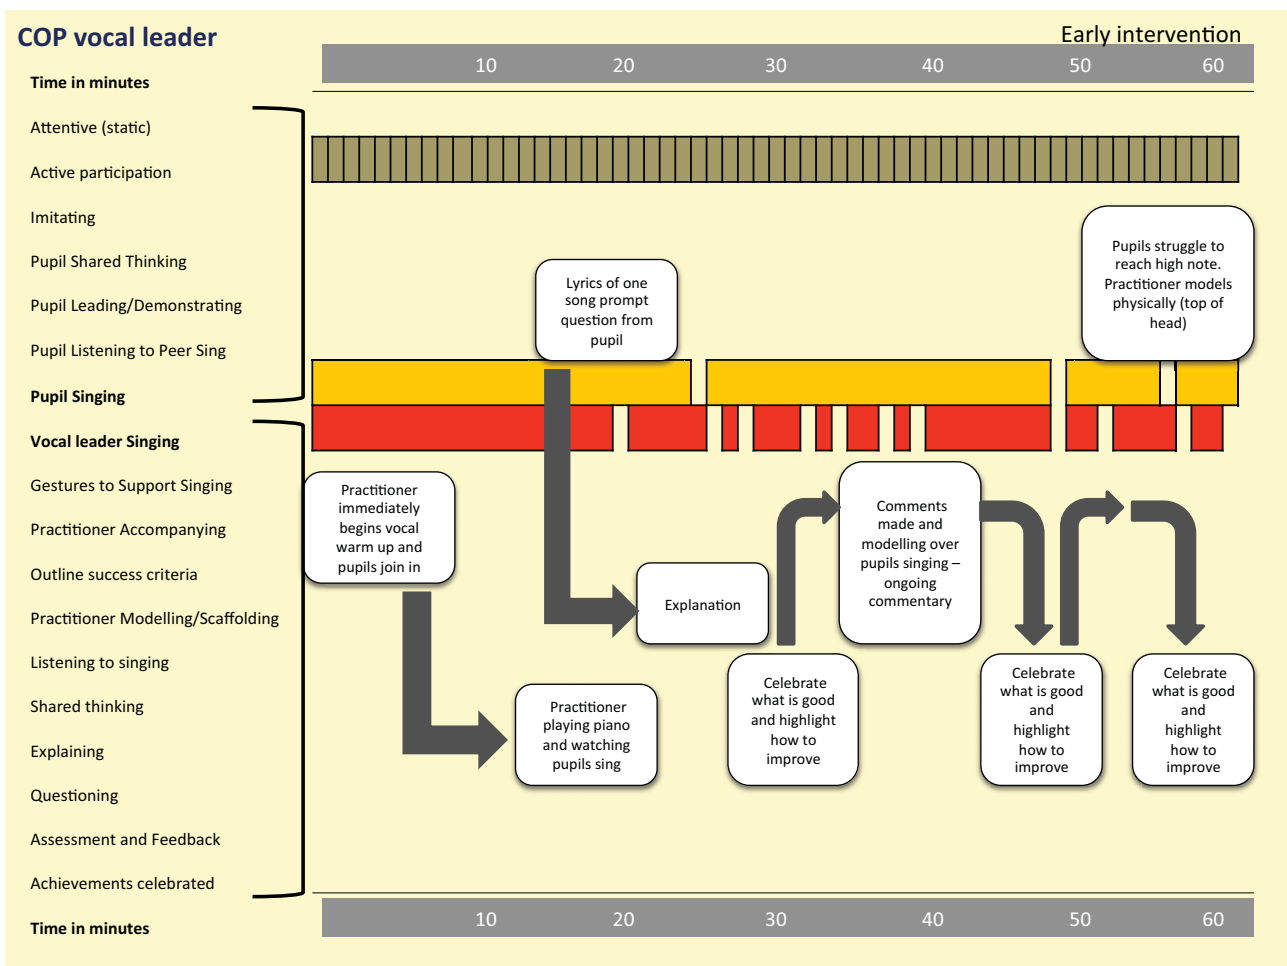 COP vocal leader
Early intervention
10 20 30 40 50 60
Time in minutes
Attentive (static)
Active participation
Imitating
Pupil Shared Thinking
Pupil Leading/Demonstrating
Pupil Listening to Peer Sing
Pupil Singing
Vocal leader Singing
Gestures to Support Singing
Practitioner Accompanying
Outline success criteria
Practitioner Modelling/Scaffolding
Listening to singing
Shared thinking
Explaining
Questioning
Assessment and Feedback
Achievements celebrated
Pupils struggle to
reach high note.
Practitioner models
physically (top of
head)
Lyrics of one
song prompt
question from
pupil
Practitioner
immediately
begins vocal
warm up and
pupils join in
Comments
made and
modelling over
pupils singing –
ongoing
commentary
Explanation
Practitioner
playing piano
and watching
pupils sing
Celebrate
what is good
and highlight
how to
improve
Celebrate
what is good
and
highlight
how to
improve
Celebrate
what is good
and
highlight
how to
improve
Time in minutes
10 20 30 40 50 60